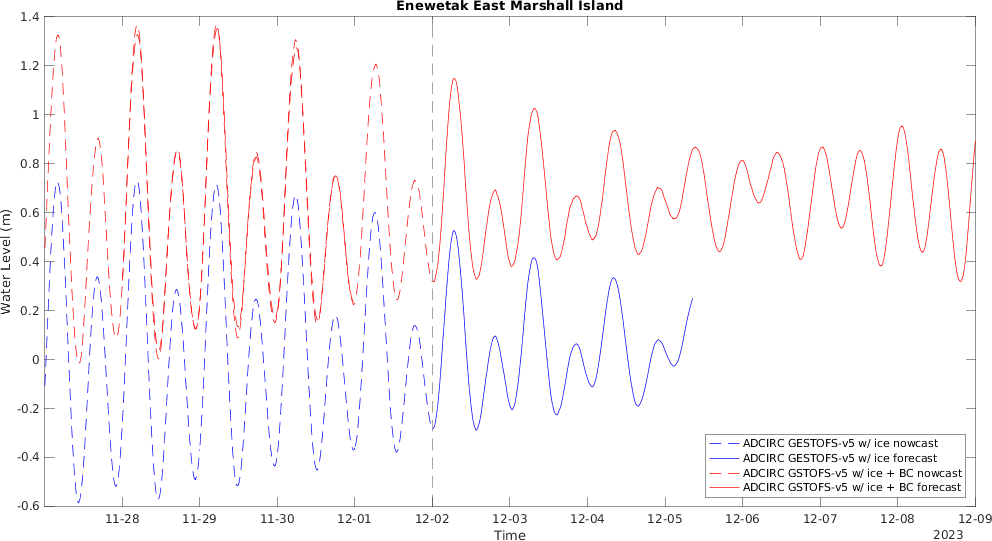 Enewetak East Marshall Island
1.4
1.2
1
0.8
0.6
0.4
0.2
0
-0.2
-0.4
-0.6
Water Level (m)
ADCIRC GESTOFS-v5 w/ ice nowcast
ADCIRC GESTOFS-v5 w/ ice forecast
ADCIRC GSTOFS-v5 w/ ice + BC nowcast
ADCIRC GSTOFS-v5 w/ ice + BC forecast
11-28 11-29 11-30 12-01 12-02 12-03 12-04 12-05 12-06 12-07 12-08 12-09
Time
2023